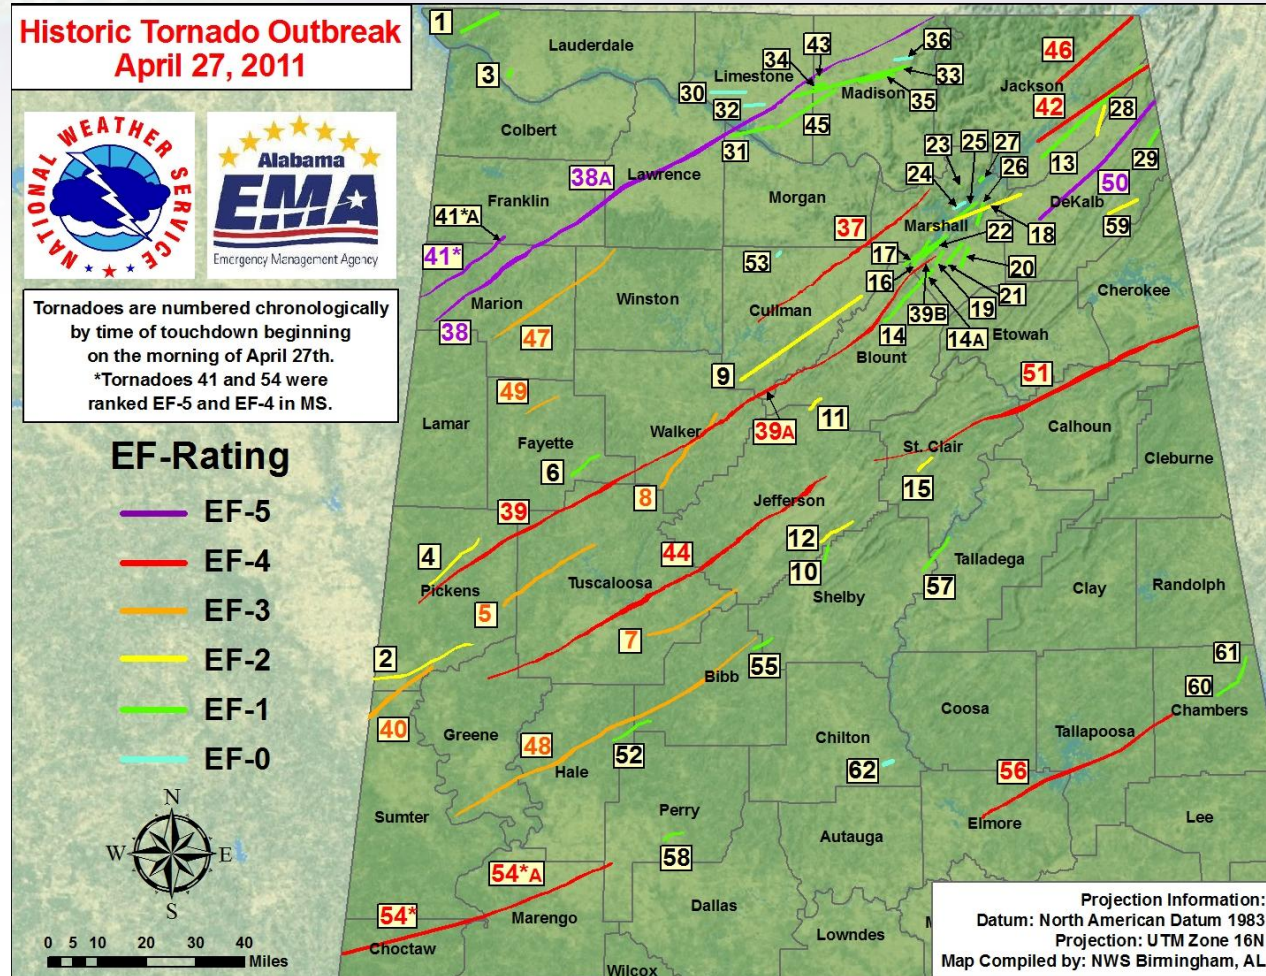 Historic Tornado Outbreak
April 27, 2011
NATIONAL WEATHER SERVICE
Alabama
EMA
Emergency Management Agency
Tornadoes are numbered chronologically
by time of touchdown beginning
on the morning of April 27th.
*Tornadoes 41 and 54 were
ranked EF-5 and EF-4 in MS.
EF-Rating
EF-5
EF-4
EF-3
EF-2
EF-1
EF-0
N
W
E
S
0 5 10 20 30 40
Miles
1
Lauderdale
43
36
34
46
3
Limestone
33
30
Madison
Jackson
32
35
42
28
Colbert
45
31
23
25
27
13
29
38A
Lawrence
24
26
50
Franklin
Morgan
DeKalb
41*A
37
Marshall
59
22
18
41*
17
53
20
16
Marion
Winston
21
Cherokee
Cullman
19
39B
38
47
14
14A
Etowah
Blount
9
51
49
11
Lamar
Walker
39A
Calhoun
Fayette
St. Clair
6
Cleburne
15
8
Jefferson
39
12
4
44
Talladega
10
Tuscaloosa
57
Clay
Randolph
Pickens
Shelby
5
7
2
61
55
Bibb
60
Coosa
Chambers
40
Greene
Tallapoosa
48
52
Chilton
Hale
62
56
Perry
Sumter
Elmore
Lee
Autauga
58
54*A
Dallas
54*
Marengo
Lowndes
Choctaw
Wilcox
Projection Information:
Datum: North American Datum 1983
Projection: UTM Zone 16N
Map Compiled by: NWS Birmingham, AL